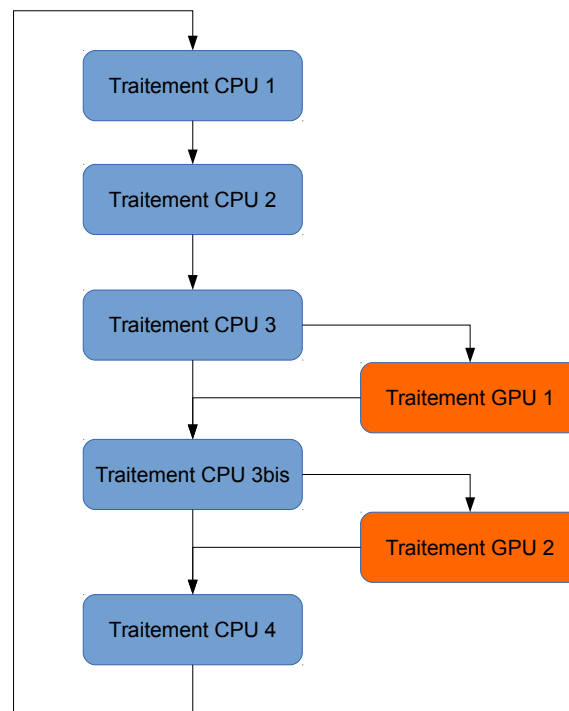 Traitement CPU 1
Traitement CPU 2
Traitement CPU 3
Traitement GPU 1
Traitement CPU 3bis
Traitement GPU 2
Traitement CPU 4